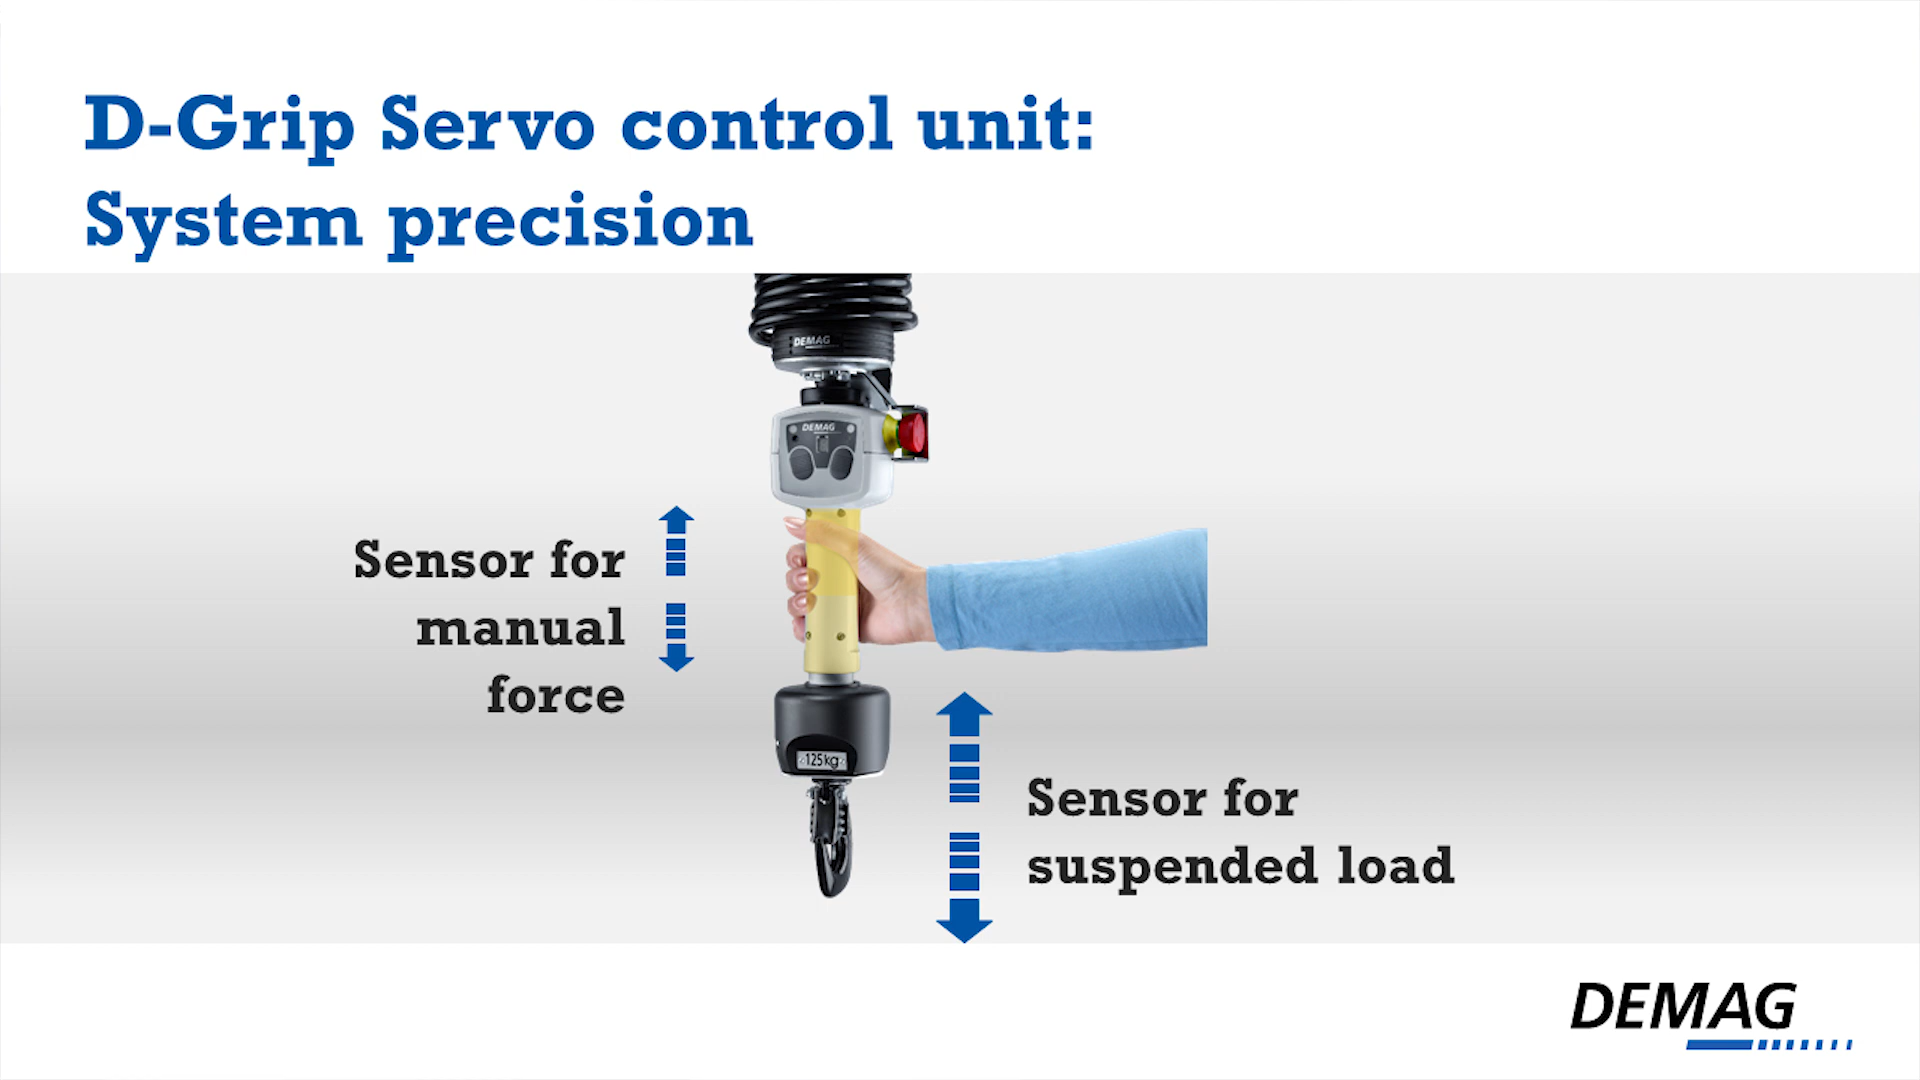 D-Grip Servo control unit:
System precision
DEMAG
DEMAG
Sensor for
manual
force
125kg
Sensor for
suspended load
DEMAG